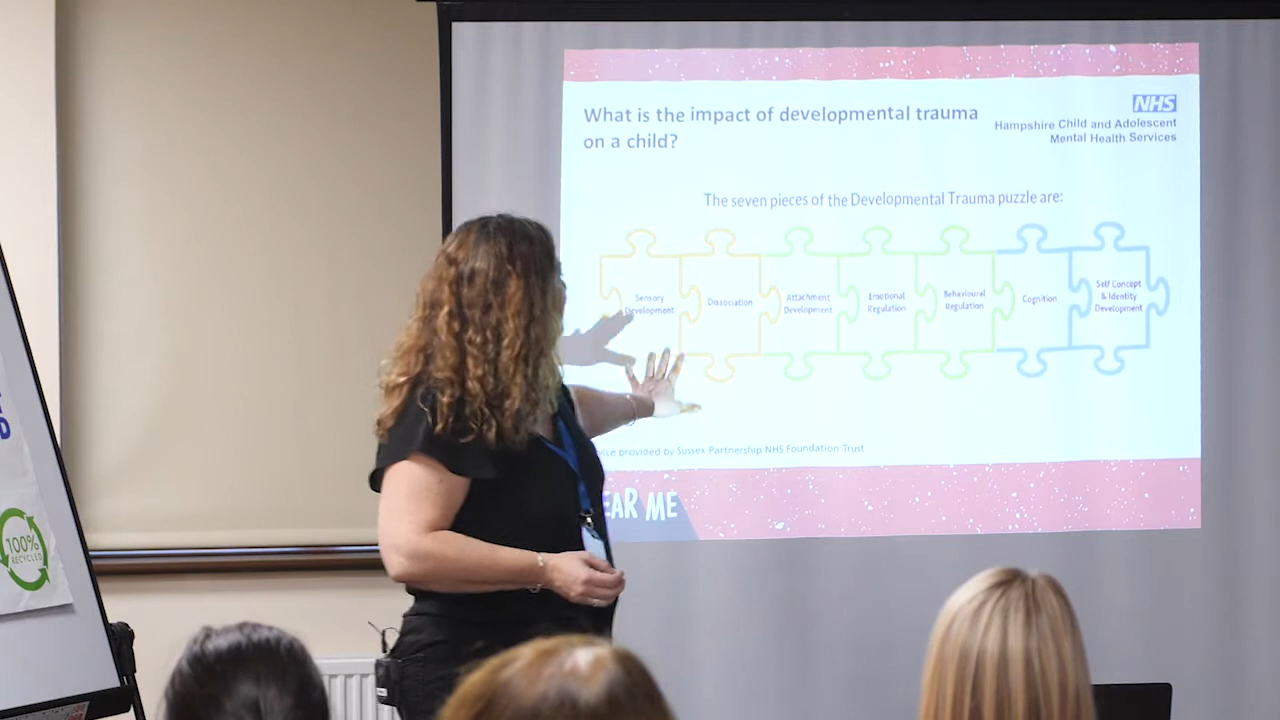 What is the impact of developmental trauma
on a child?
NHS
Hampshire Child and Adolescent
Mental Health Services
The seven pieces of the Developmental Trauma puzzle are:
Sensory
Development
Dissociation
Attachment
Development
Emotional
Regulation
Behavioural
Regulation
Cognition
Self Concept
& Identity
Development
provided by Sussex Partnership NHS Foundation Trust
EAR ME
100%
RECYCLED